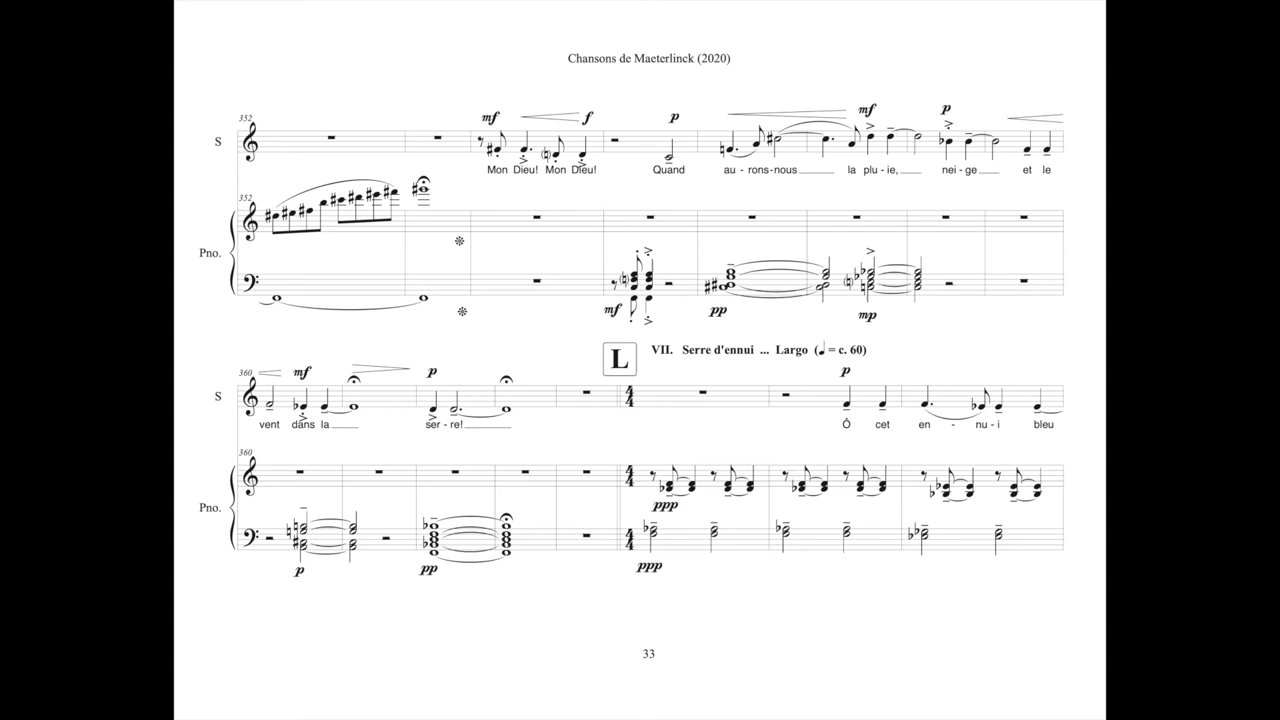 Chansons de Maeterlinck (2020)
mf f p mf p
352
S
Mon Dieu! Mon Dieu! Quand au - rons-nous la plu - ie, nei - ge et le
352
Pno.
mf pp mp
L VII. Serre d'ennui ... Largo (♩ = c. 60)
360 mf p p
S
vent dans la ser - re! Ô cet en - nu - i bleu
360
ppp
Pno.
p pp ppp
33